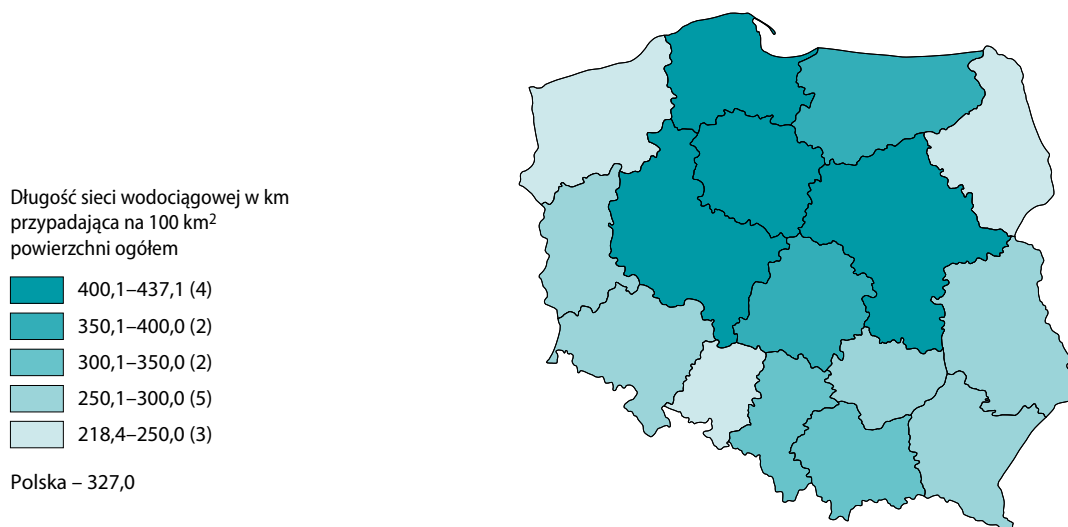 Długość sieci wodociągowej w km
przypadająca na 100 km²
powierzchni ogółem
400,1–437,1 (4)
350,1–400,0 (2)
300,1–350,0 (2)
250,1–300,0 (5)
218,4–250,0 (3)
Polska – 327,0